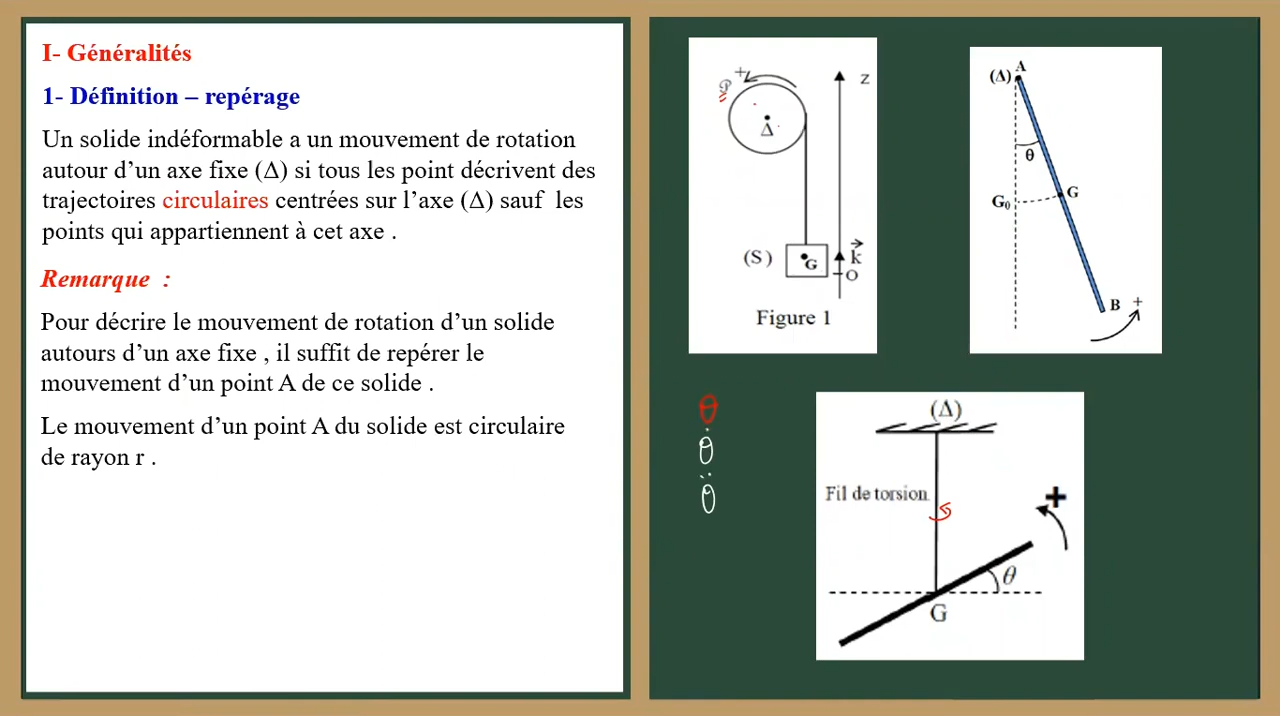 I- Généralités
1- Définition – repérage
Un solide indéformable a un mouvement de rotation
autour d’un axe fixe (Δ) si tous les point décrivent des
trajectoires circulaires centrées sur l’axe (Δ) sauf les
points qui appartiennent à cet axe .
Remarque :
Pour décrire le mouvement de rotation d’un solide
autours d’un axe fixe , il suffit de repérer le
mouvement d’un point A de ce solide .
Le mouvement d’un point A du solide est circulaire
de rayon r .
+
𝒫
z
Δ
(S)
G
k⃗
O
Figure 1
A
(Δ)
θ
G₀
G
B
+
θ
θ̇
θ̈
(Δ)
Fil de torsion
+
θ
G